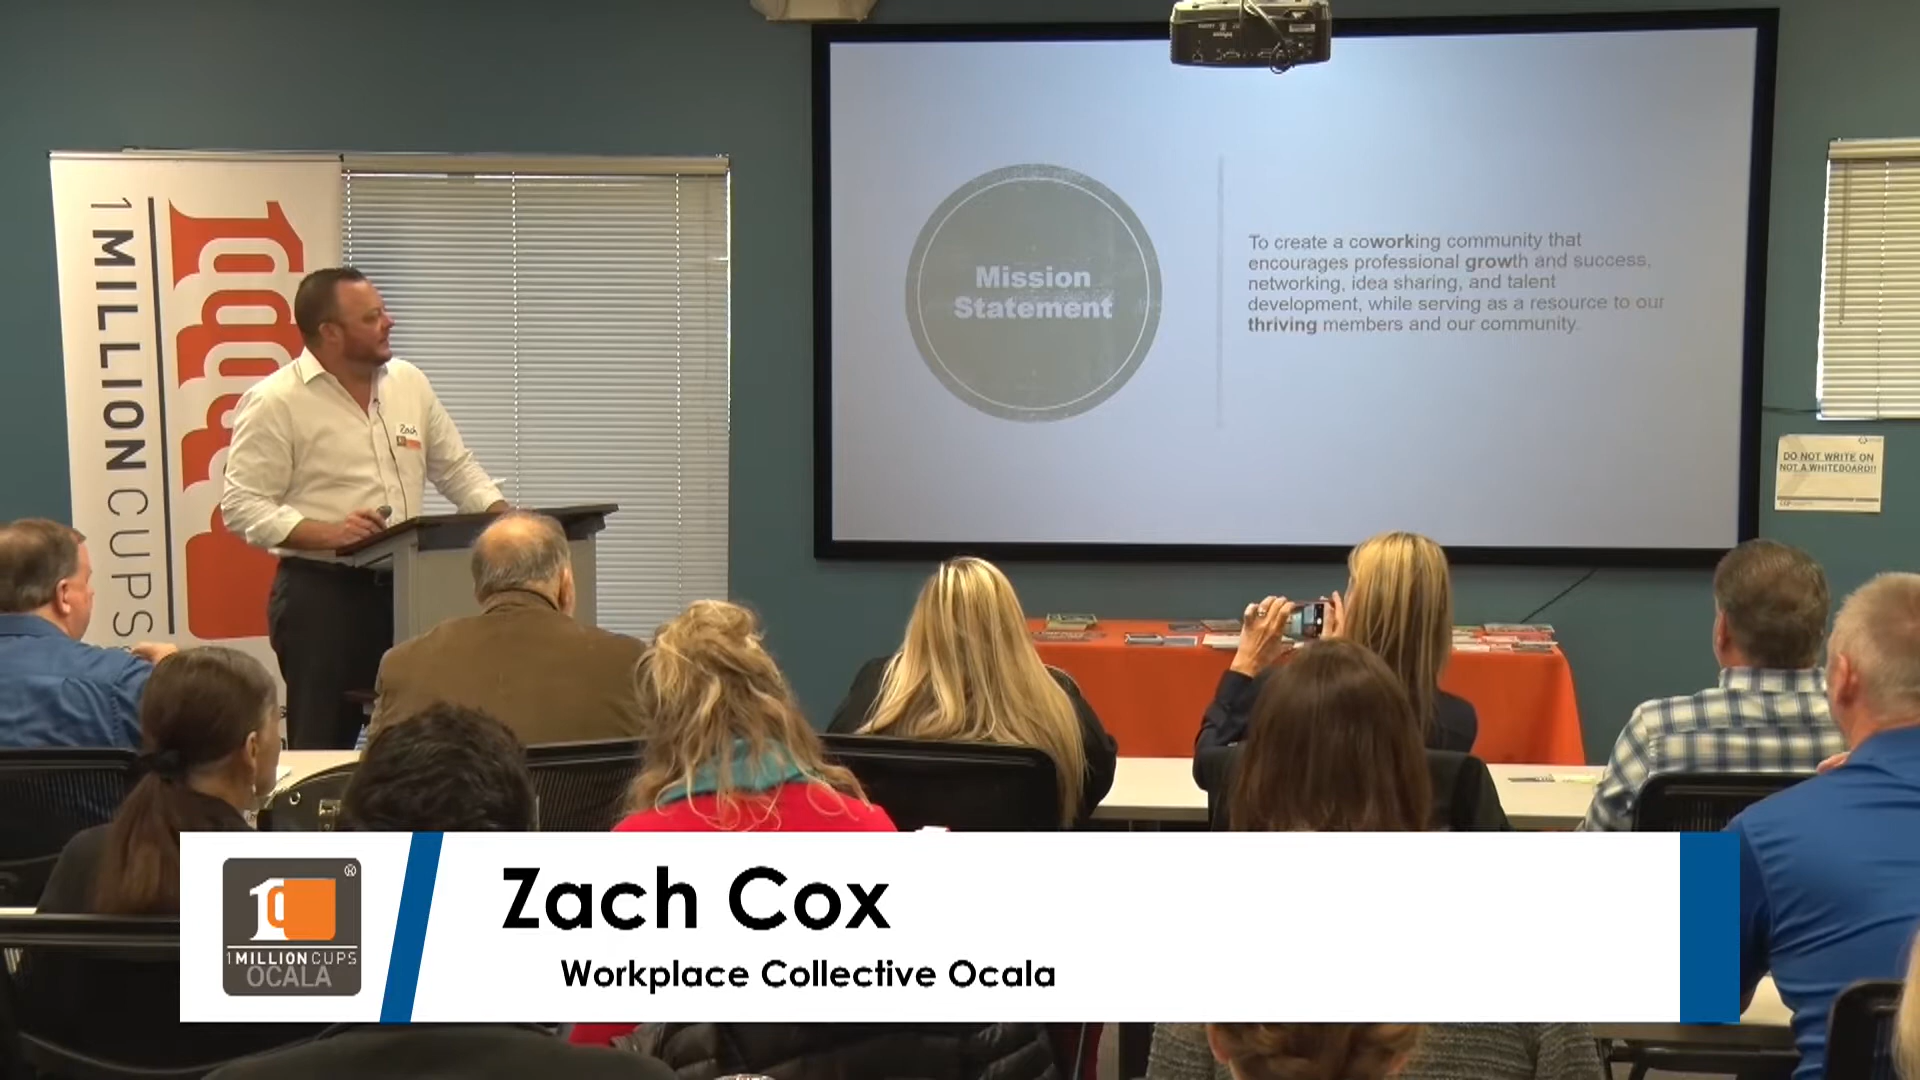 1 MILLION CUPS
Zach
Mission
Statement
To create a coworking community that
encourages professional growth and success,
networking, idea sharing, and talent
development, while serving as a resource to our
thriving members and our community.
DO NOT WRITE ON
NOT A WHITEBOARD!!
Zach Cox
Workplace Collective Ocala
1 MILLION CUPS
OCALA
®